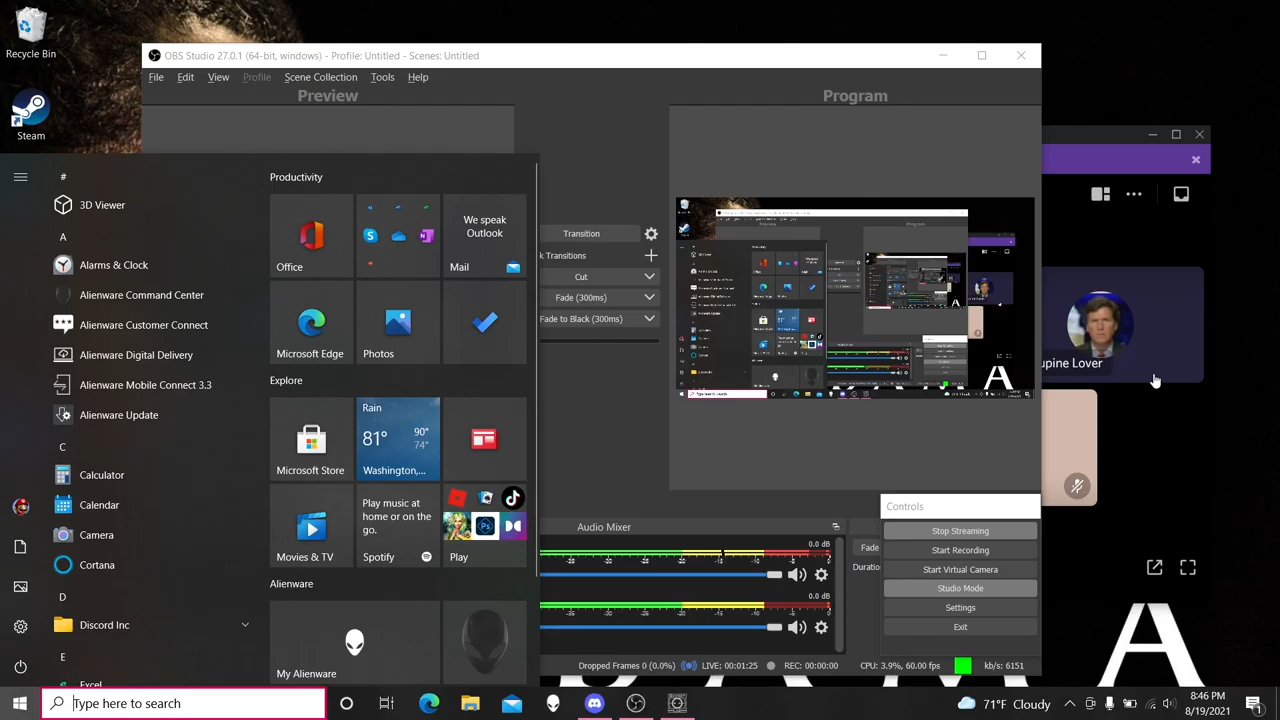 Recycle Bin
Steam
OBS Studio 27.0.1 (64-bit, windows) - Profile: Untitled - Scenes: Untitled
File Edit View Profile Scene Collection Tools Help
Preview
Program
#
3D Viewer
A
Alarms & Clock
Alienware Command Center
Alienware Customer Connect
Alienware Digital Delivery
Alienware Mobile Connect 3.3
Alienware Update
C
Calculator
Calendar
Camera
Cortana
D
Discord Inc
E
Excel
Productivity
Office
We speak
Outlook
Mail
Microsoft Edge
Photos
Explore
Microsoft Store
Rain
81° 90°
74°
Washington,...
Movies & TV
Play music at
home or on the
go.
Spotify
Play
Alienware
My Alienware
Transition
k Transitions
Cut
Fade (300ms)
Fade to Black (300ms)
Audio Mixer
0.0 dB
0.0 dB
Fade
Duratio
Controls
Stop Streaming
Start Recording
Start Virtual Camera
Studio Mode
Settings
Exit
Dropped Frames 0 (0.0%) LIVE: 00:01:25 REC: 00:00:00 CPU: 3.9%, 60.00 fps kb/s: 6151
upine Lover
A
Type here to search
71°F Cloudy
8:46 PM
8/19/2021